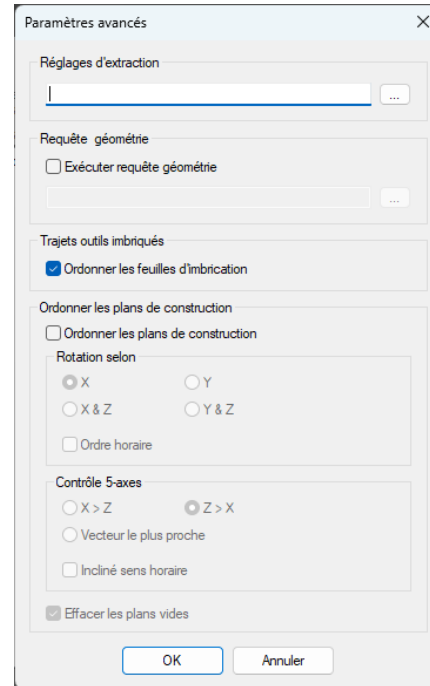 Paramètres avancés
Réglages d'extraction
...
Requête géométrie
Exécuter requête géométrie
...
Trajets outils imbriqués
Ordonner les feuilles d'imbrication
Ordonner les plans de construction
Ordonner les plans de construction
Rotation selon
X Y
X & Z Y & Z
Ordre horaire
Contrôle 5-axes
X > Z Z > X
Vecteur le plus proche
Incliné sens horaire
Effacer les plans vides
OK Annuler